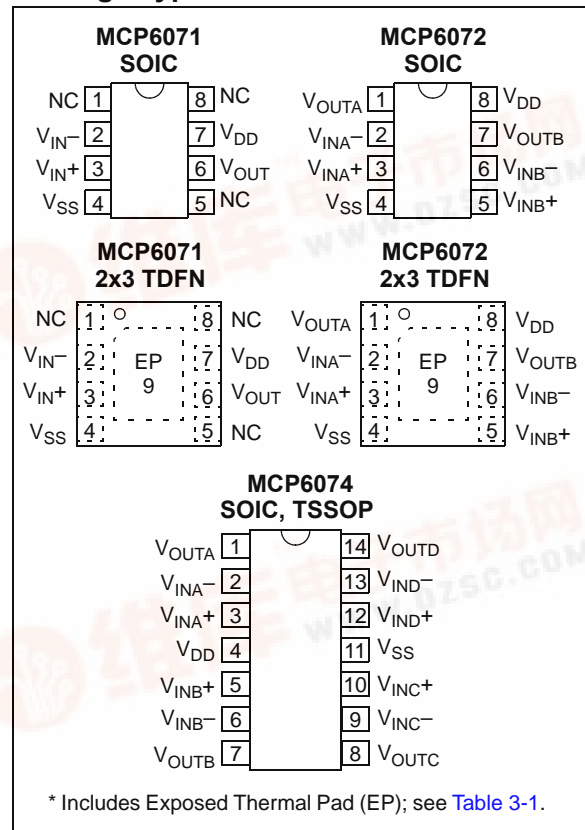 MCP6071
SOIC
NC 1 8 NC
VIN– 2 7 VDD
VIN+ 3 6 VOUT
VSS 4 5 NC
MCP6072
SOIC
VOUTA 1 8 VDD
VINA– 2 7 VOUTB
VINA+ 3 6 VINB–
VSS 4 5 VINB+
MCP6071
2x3 TDFN
NC 1 8 NC
VIN– 2 EP 7 VDD
VIN+ 3 9 6 VOUT
VSS 4 5 NC
MCP6072
2x3 TDFN
VOUTA 1 8 VDD
VINA– 2 EP 7 VOUTB
VINA+ 3 9 6 VINB–
VSS 4 5 VINB+
MCP6074
SOIC, TSSOP
VOUTA 1 14 VOUTD
VINA– 2 13 VIND–
VINA+ 3 12 VIND+
VDD 4 11 VSS
VINB+ 5 10 VINC+
VINB– 6 9 VINC–
VOUTB 7 8 VOUTC
* Includes Exposed Thermal Pad (EP); see Table 3-1.